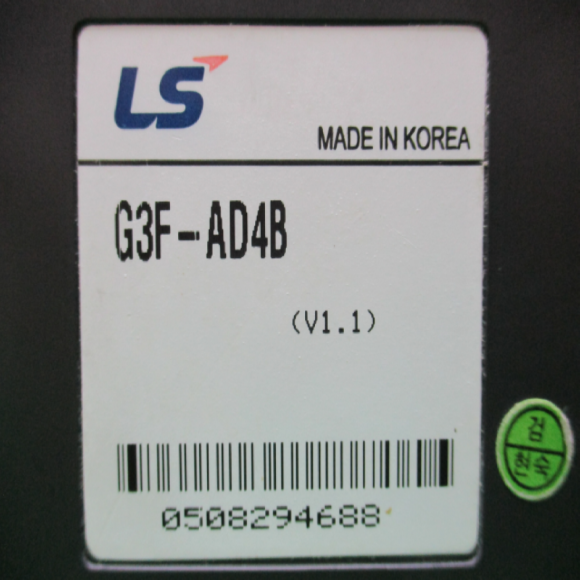 LS
MADE IN KOREA
G3F-AD4B
(V1.1)
0508294688